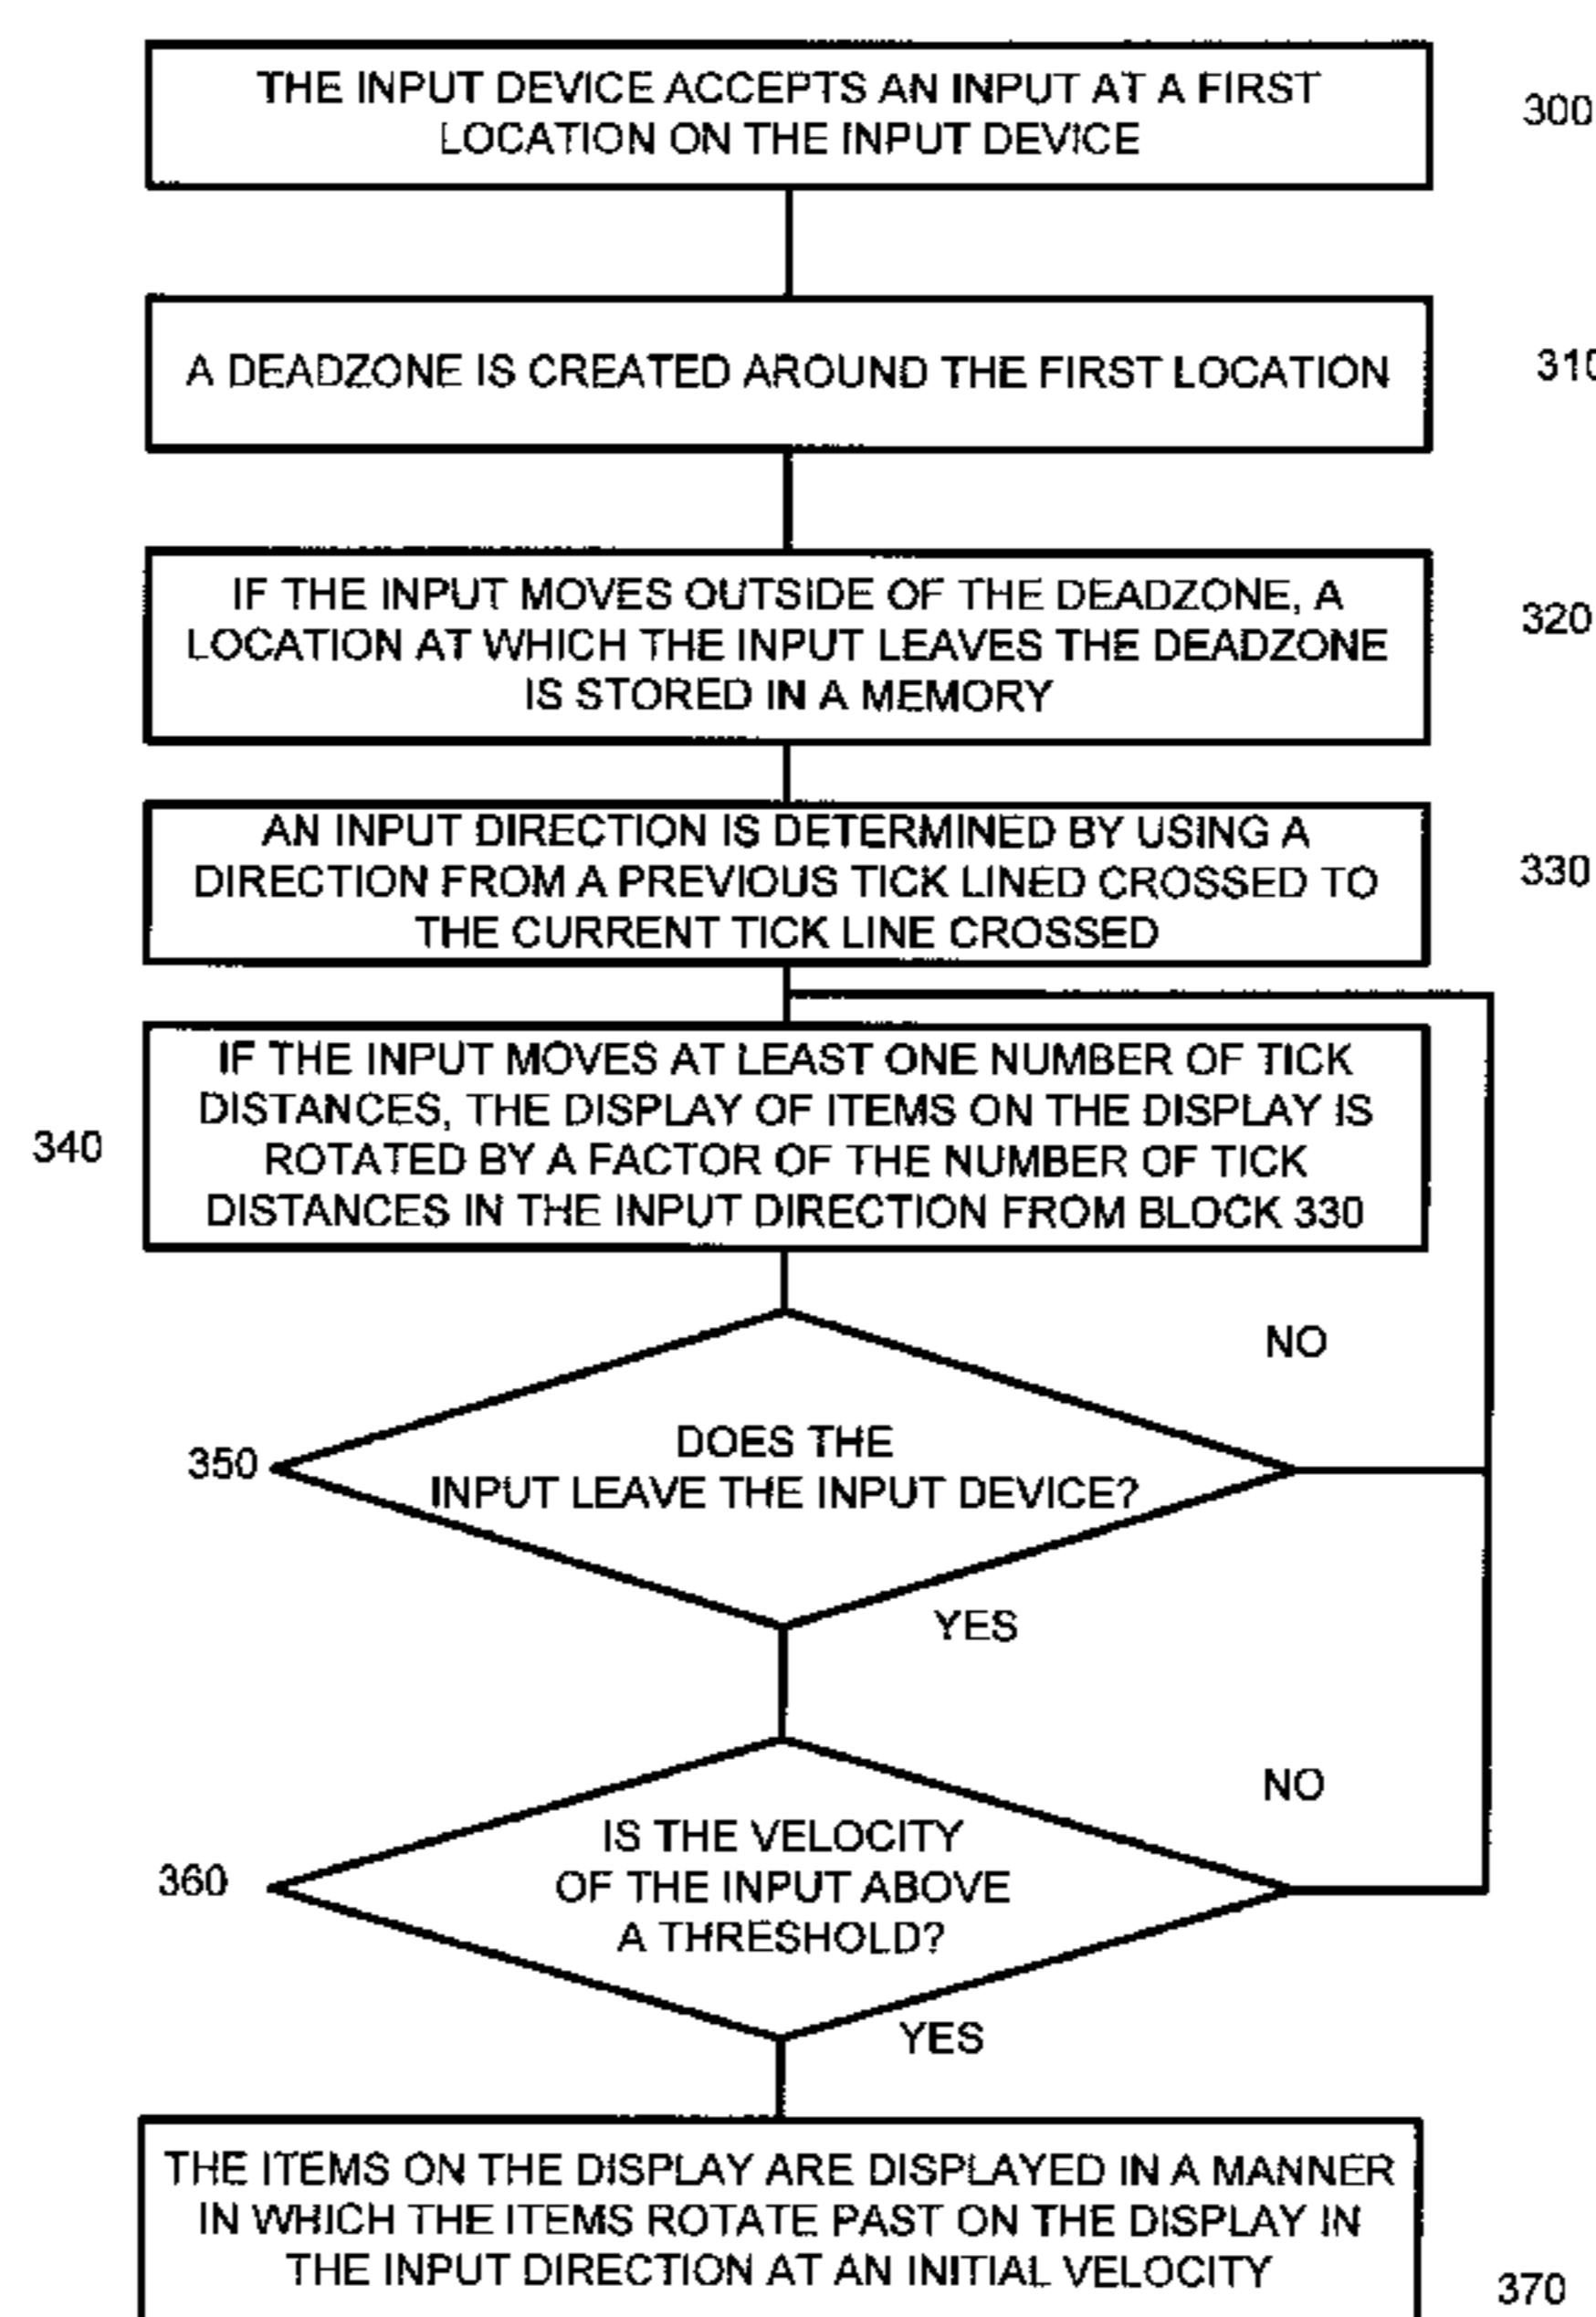 THE INPUT DEVICE ACCEPTS AN INPUT AT A FIRST
LOCATION ON THE INPUT DEVICE
300
A DEADZONE IS CREATED AROUND THE FIRST LOCATION
310
IF THE INPUT MOVES OUTSIDE OF THE DEADZONE, A
LOCATION AT WHICH THE INPUT LEAVES THE DEADZONE
IS STORED IN A MEMORY
320
AN INPUT DIRECTION IS DETERMINED BY USING A
DIRECTION FROM A PREVIOUS TICK LINED CROSSED TO
THE CURRENT TICK LINE CROSSED
330
340
IF THE INPUT MOVES AT LEAST ONE NUMBER OF TICK
DISTANCES, THE DISPLAY OF ITEMS ON THE DISPLAY IS
ROTATED BY A FACTOR OF THE NUMBER OF TICK
DISTANCES IN THE INPUT DIRECTION FROM BLOCK 330
NO
350
DOES THE
INPUT LEAVE THE INPUT DEVICE?
YES
NO
360
IS THE VELOCITY
OF THE INPUT ABOVE
A THRESHOLD?
YES
THE ITEMS ON THE DISPLAY ARE DISPLAYED IN A MANNER
IN WHICH THE ITEMS ROTATE PAST ON THE DISPLAY IN
THE INPUT DIRECTION AT AN INITIAL VELOCITY
370